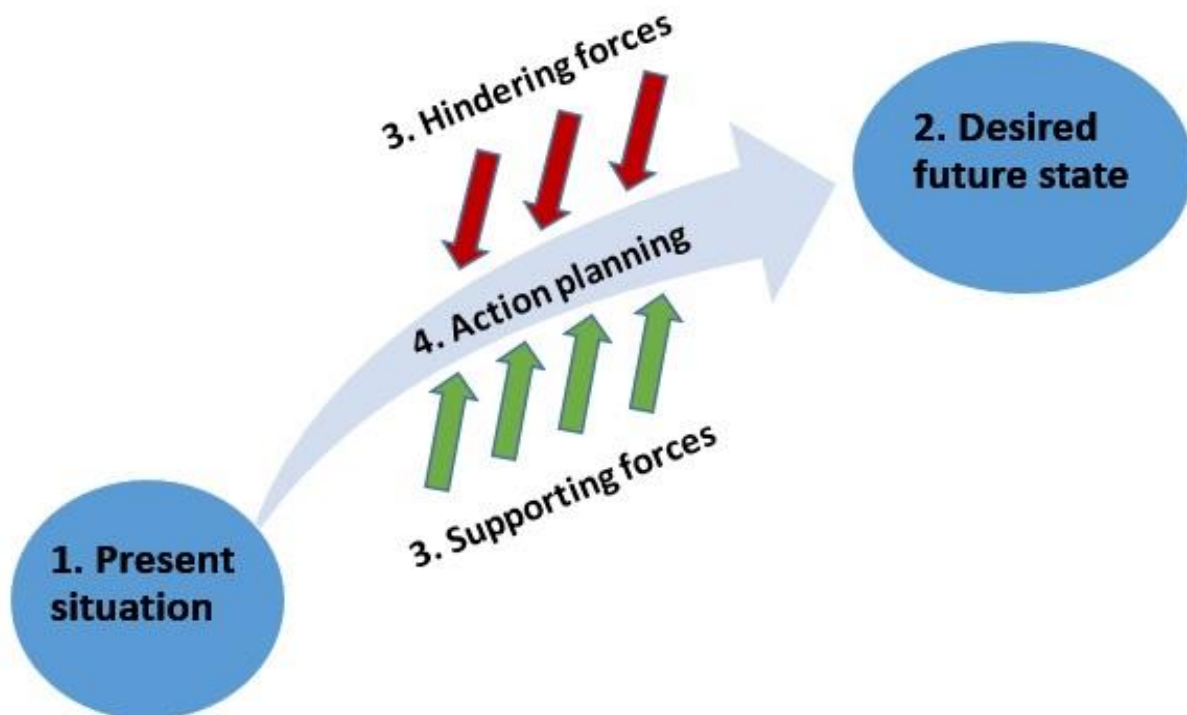 3. Hindering forces
2. Desired
future state
4. Action planning
3. Supporting forces
1. Present
situation